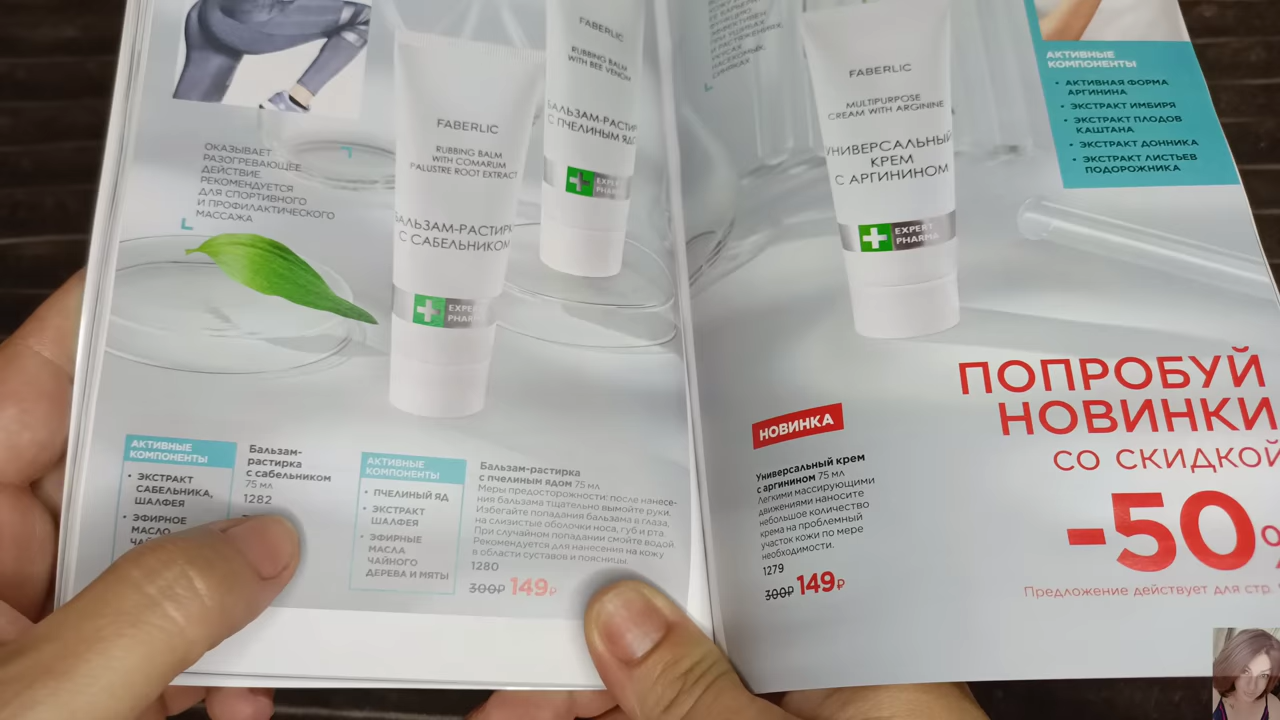 FABERLIC
RUBBING BALM
WITH BEE VENOM
БАЛЬЗАМ-РАСТИР
С ПЧЕЛИНЫМ ЯДО
EXPER
PHARMA
FABERLIC
RUBBING BALM
WITH COMARUM
PALUSTRE ROOT EXTRACT
БАЛЬЗАМ-РАСТИРК
С САБЕЛЬНИКОМ
EXPER
PHARMA
ОКАЗЫВАЕТ
РАЗОГРЕВАЮЩЕЕ
ДЕЙСТВИЕ.
РЕКОМЕНДУЕТСЯ
ДЛЯ СПОРТИВНОГО
И ПРОФИЛАКТИЧЕСКОГО
МАССАЖА
АКТИВНЫЕ
КОМПОНЕНТЫ
• ЭКСТРАКТ
САБЕЛЬНИКА,
ШАЛФЕЯ
• ЭФИРНОЕ
МАСЛО
Бальзам-
растирка
с сабельником
75 мл
1282
АКТИВНЫЕ
КОМПОНЕНТЫ
• ПЧЕЛИНЫЙ ЯД
• ЭКСТРАКТ
ШАЛФЕЯ
• ЭФИРНЫЕ
МАСЛА
ЧАЙНОГО
ДЕРЕВА И МЯТЫ
Бальзам-растирка
с пчелиным ядом 75 мл
Меры предосторожности: после нанесе-
ния бальзама тщательно вымойте руки.
Избегайте попадания бальзама в глаза,
на слизистые оболочки носа, губ и рта.
При случайном попадании смойте водой.
Рекомендуется для нанесения на кожу
в области суставов и поясницы.
1280
300₽ 149₽
FABERLIC
MULTIPURPOSE
CREAM WITH ARGININE
УНИВЕРСАЛЬНЫЙ
КРЕМ
С АРГИНИНОМ
EXPERT
PHARMA
АКТИВНЫЕ
КОМПОНЕНТЫ
• АКТИВНАЯ ФОРМА
АРГИНИНА
• ЭКСТРАКТ ИМБИРЯ
• ЭКСТРАКТ ПЛОДОВ
КАШТАНА
• ЭКСТРАКТ ДОННИКА
• ЭКСТРАКТ ЛИСТЬЕВ
ПОДОРОЖНИКА
НОВИНКА
Универсальный крем
с аргинином 75 мл
Легкими массирующими
движениями наносите
небольшое количество
крема на проблемный
участок кожи по мере
необходимости.
1279
300₽ 149₽
ПОПРОБУЙ
НОВИНКИ
СО СКИДКОЙ
-50%
Предложение действует для стр.